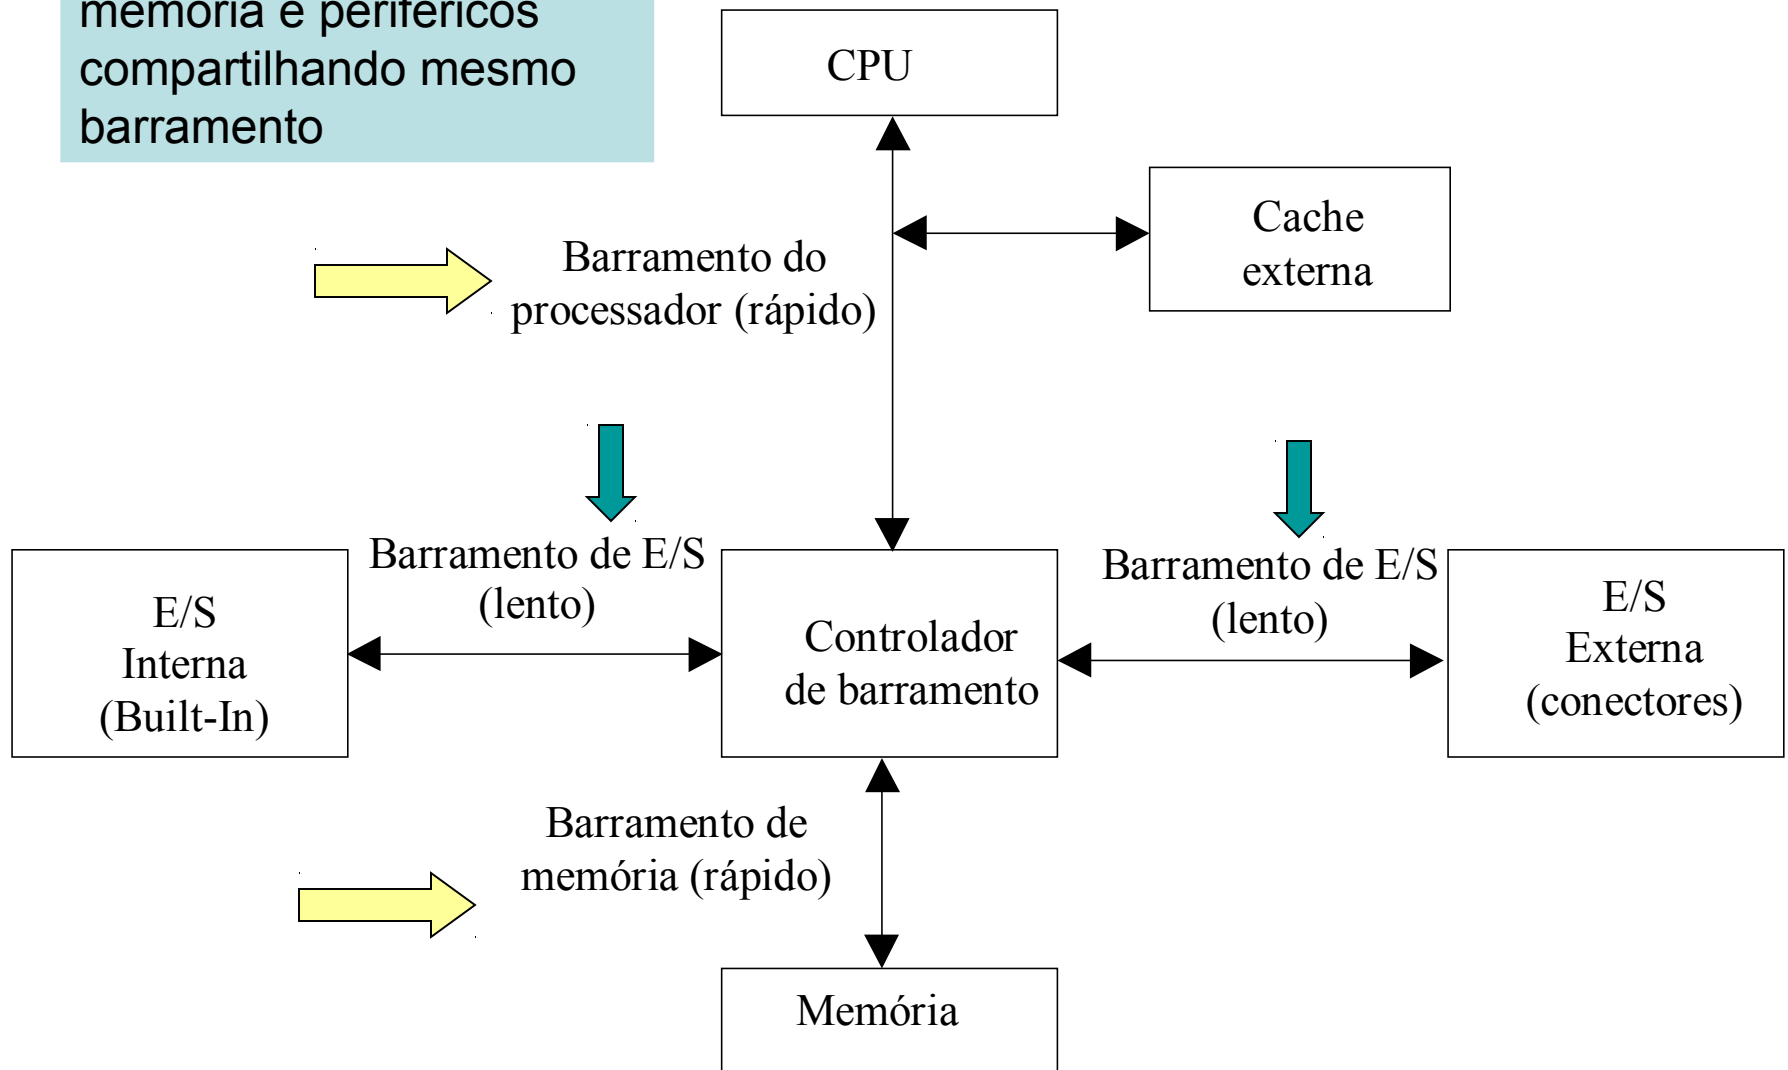 memória e periféricos
compartilhando mesmo
barramento
CPU
Cache
externa
Barramento do
processador (rápido)
Barramento de E/S
(lento)
Barramento de E/S
(lento)
E/S
Interna
(Built-In)
Controlador
de barramento
E/S
Externa
(conectores)
Barramento de
memória (rápido)
Memória